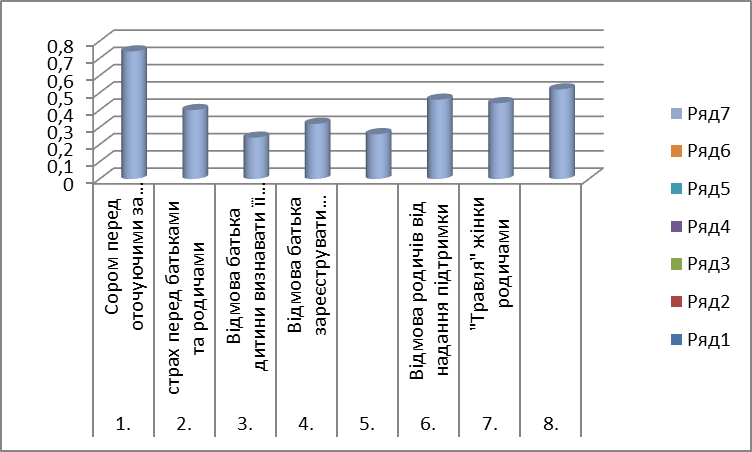 0,8
0,7
0,6
0,5
0,4
0,3
0,2
0,1
0
Сором перед
оточуючими за…
страх перед батьками
та родичами
Відмова батька
дитини визнавати її…
Відмова батька
зареєструвати…
Відмова родичів від
надання підтримки
"Травля" жінки
родичами
1.
2.
3.
4.
5.
6.
7.
8.
Ряд7
Ряд6
Ряд5
Ряд4
Ряд3
Ряд2
Ряд1